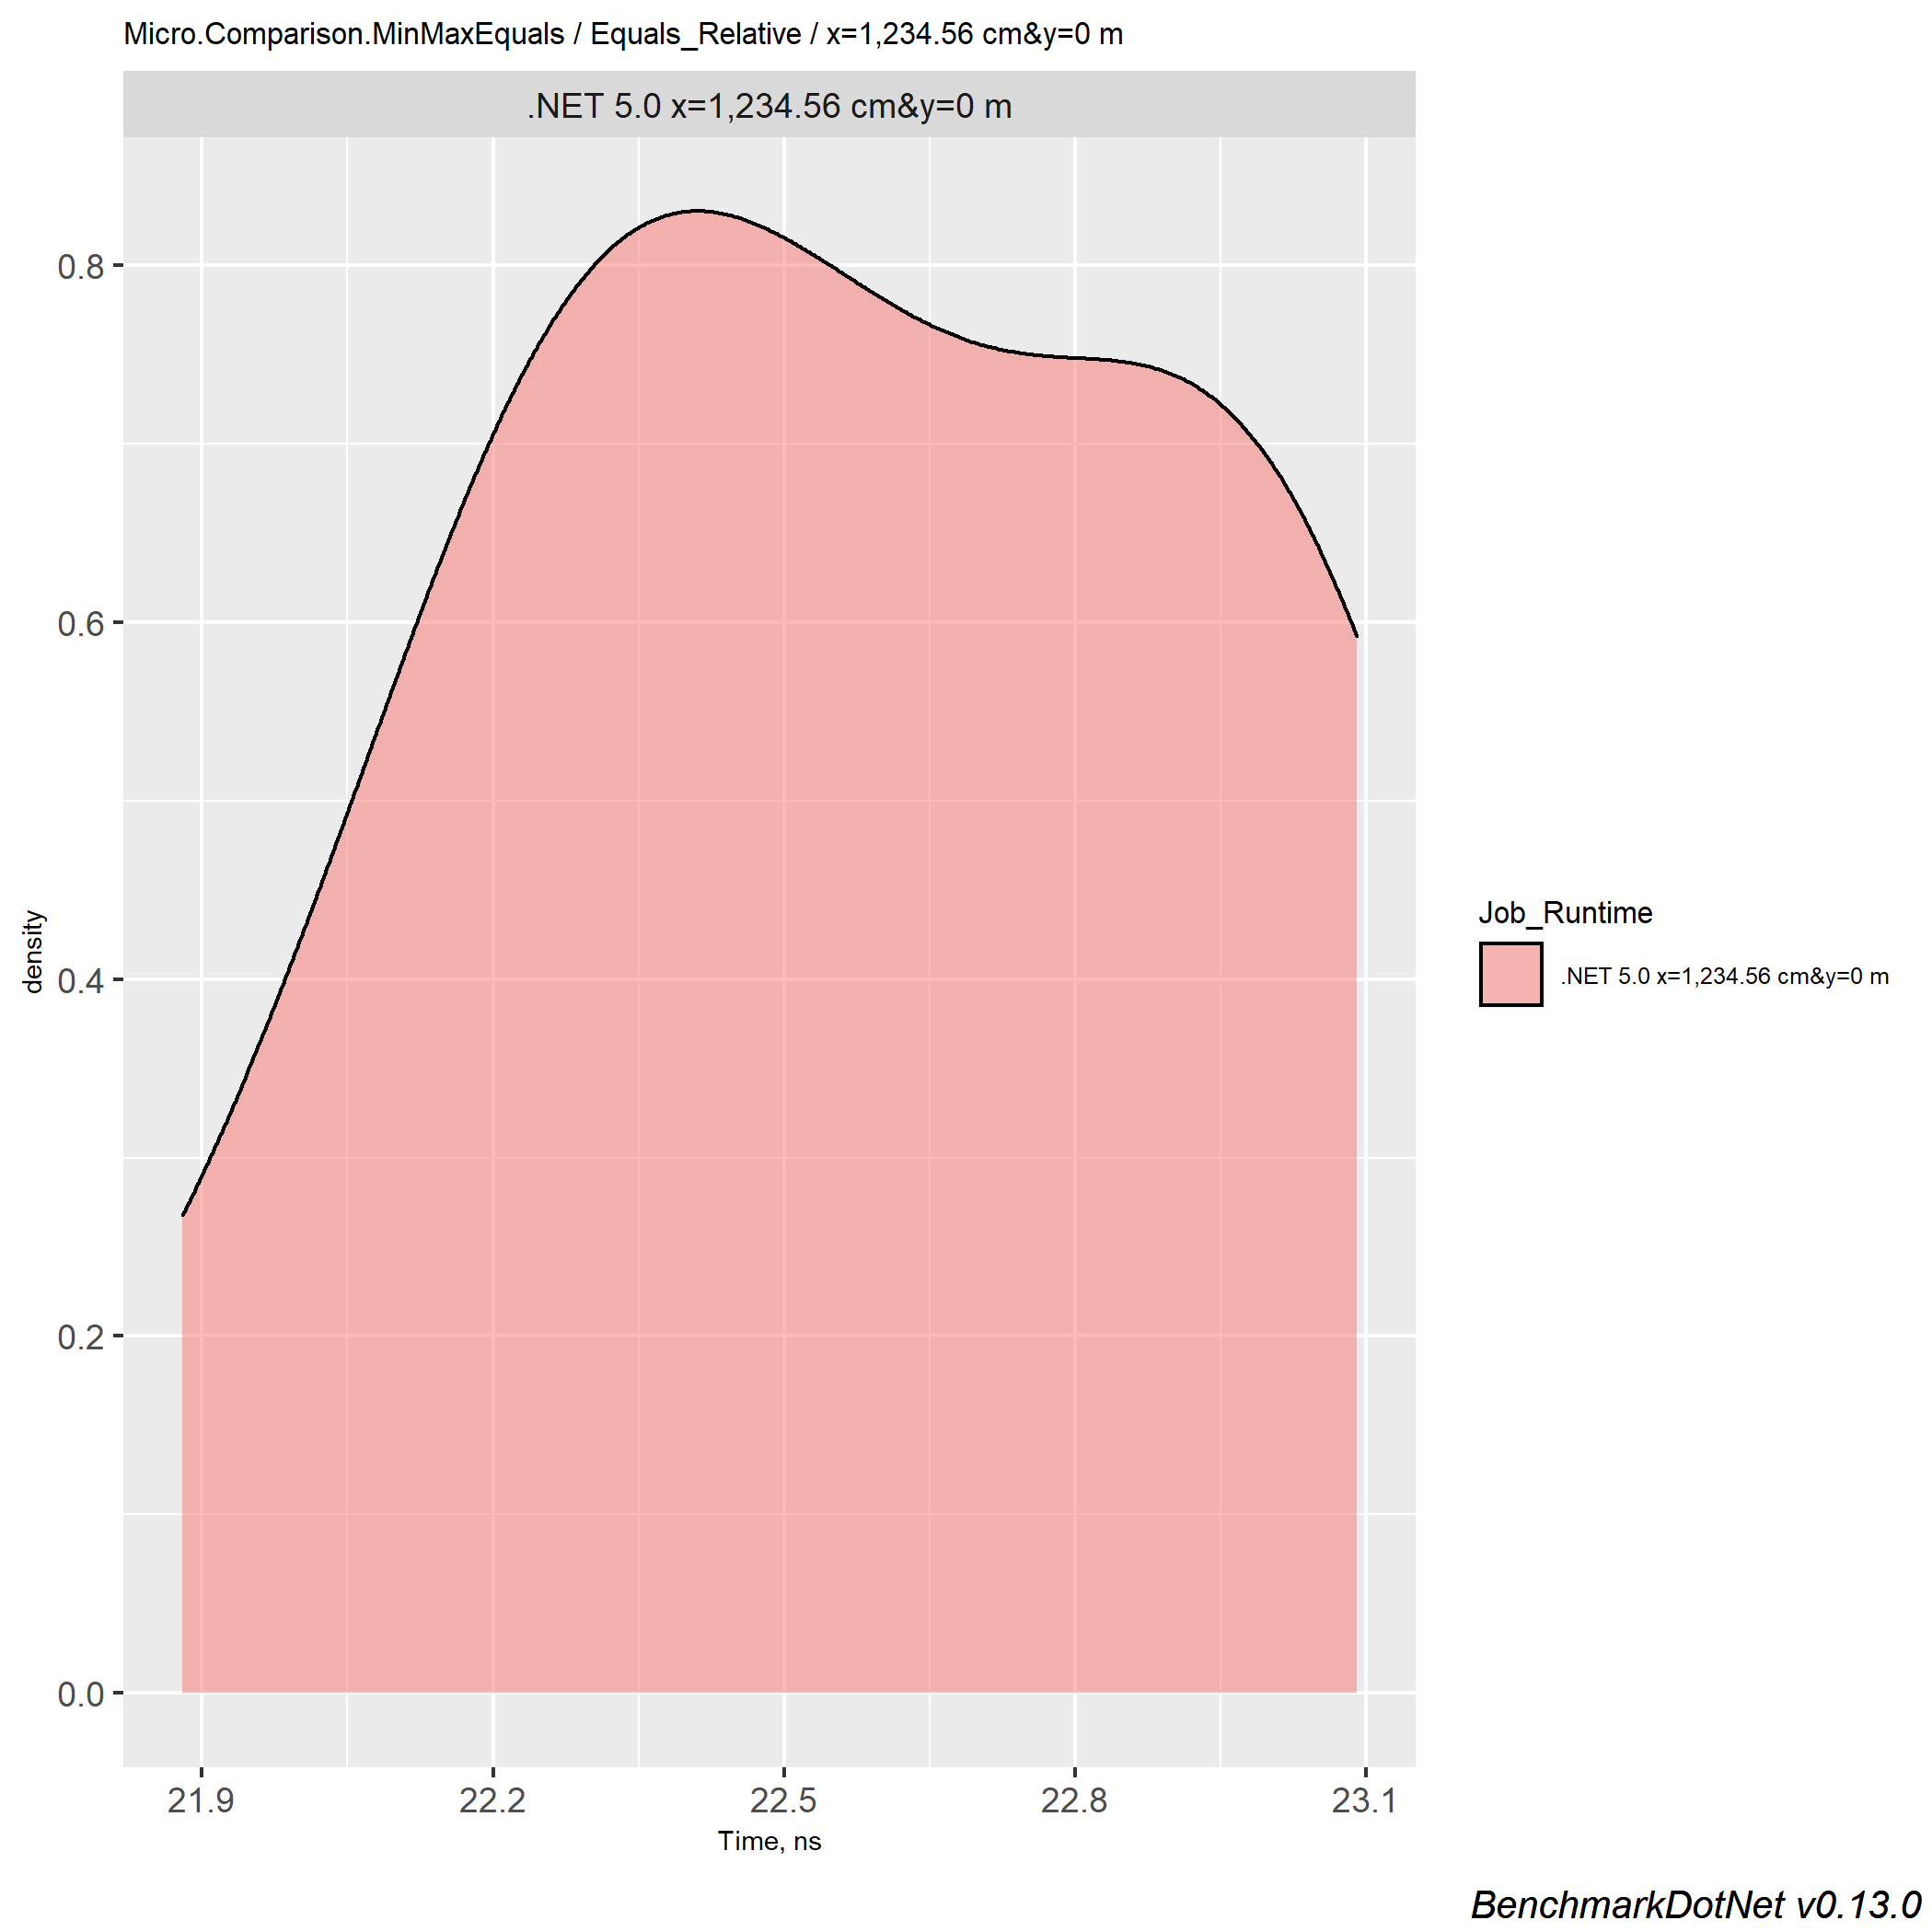 Micro.Comparison.MinMaxEquals / Equals_Relative / x=1,234.56 cm&y=0 m
.NET 5.0 x=1,234.56 cm&y=0 m
0.8
0.6
0.4
0.2
0.0
density
21.9 22.2 22.5 22.8 23.1
Time, ns
Job_Runtime
.NET 5.0 x=1,234.56 cm&y=0 m
BenchmarkDotNet v0.13.0